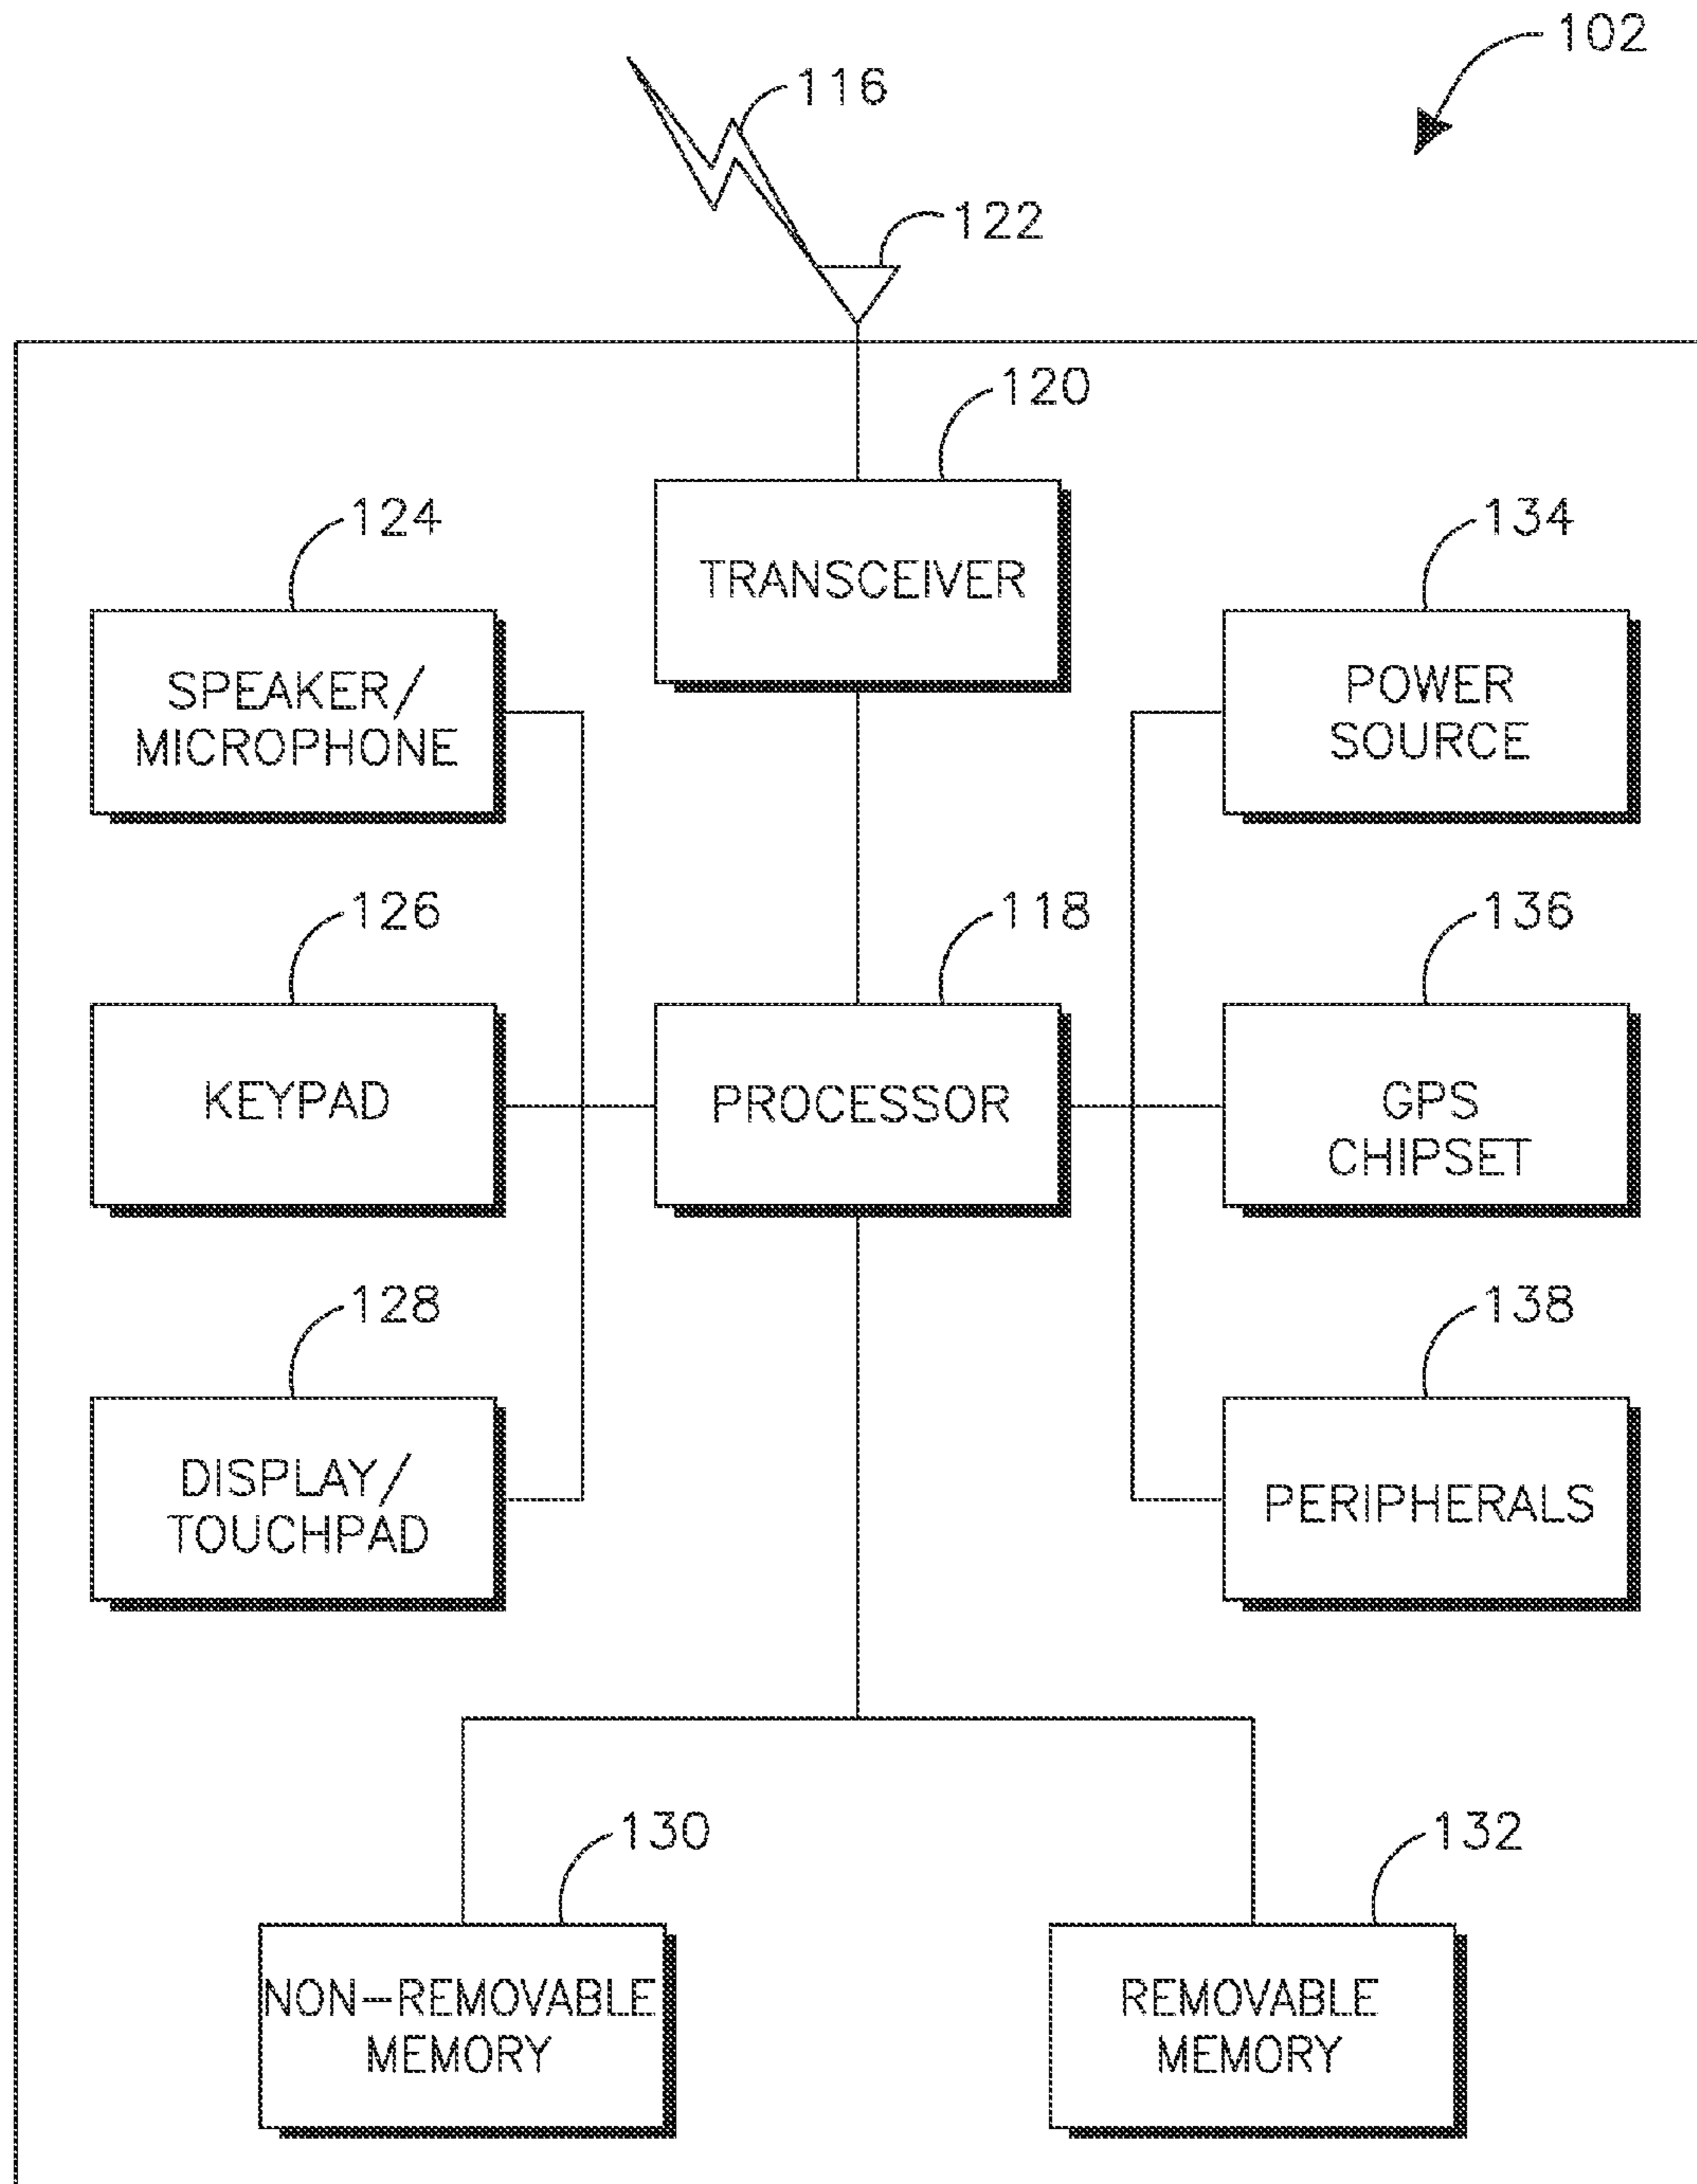 102
116
122
120
124
134
TRANSCEIVER
SPEAKER/
MICROPHONE
POWER
SOURCE
126
118
136
KEYPAD
PROCESSOR
GPS
CHIPSET
128
138
DISPLAY/
TOUCHPAD
PERIPHERALS
130
132
NON-REMOVABLE
MEMORY
REMOVABLE
MEMORY